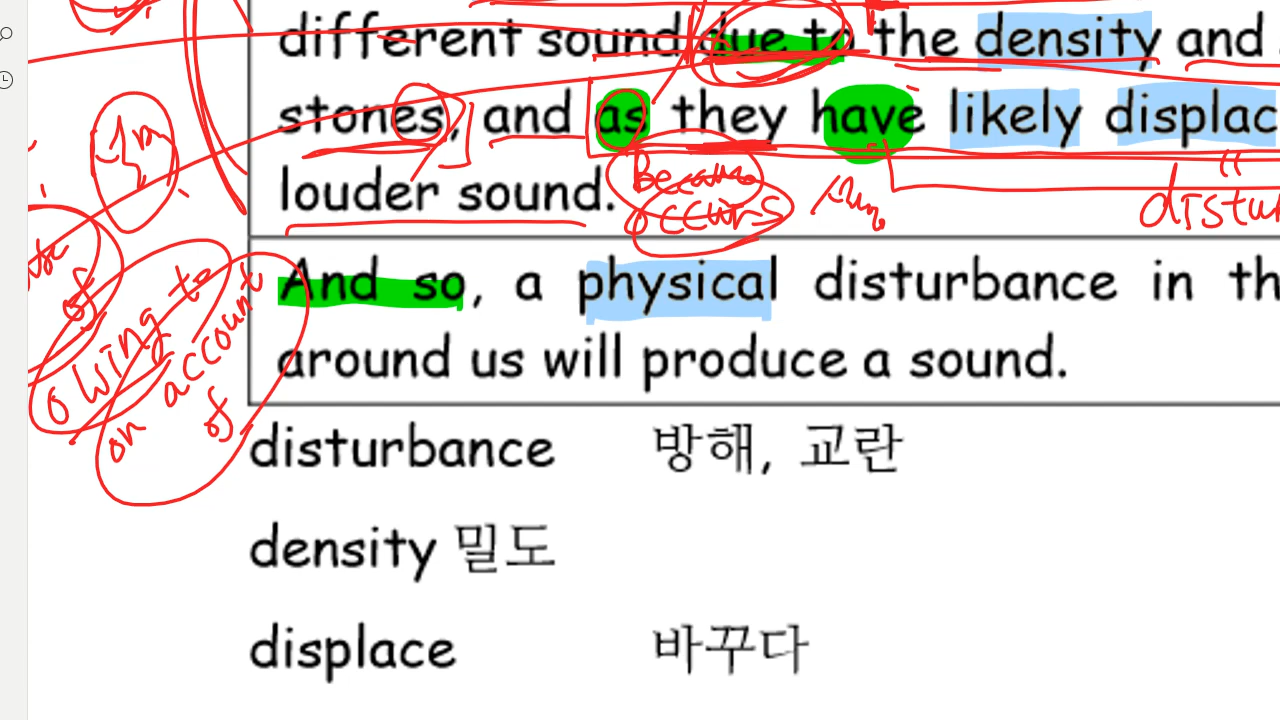 different sound due to the density and
stones, and as they have likely displac
louder sound.
Because
occurs
distu
of
owing to
on account
of
And so, a physical disturbance in th
around us will produce a sound.
disturbance 방해, 교란
density 밀도
displace 바꾸다